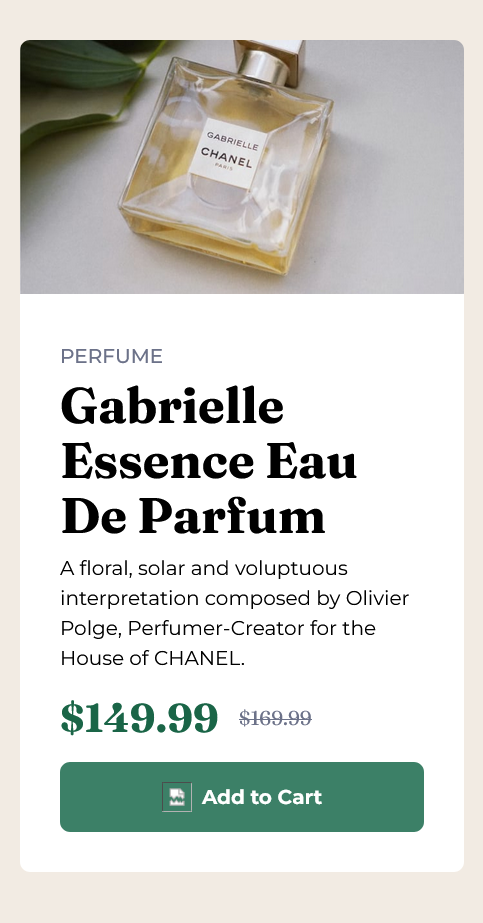 GABRIELLE
CHANEL
PARIS
PERFUME
Gabrielle
Essence Eau
De Parfum
A floral, solar and voluptuous
interpretation composed by Olivier
Polge, Perfumer-Creator for the
House of CHANEL.
$149.99 $169.99
Add to Cart